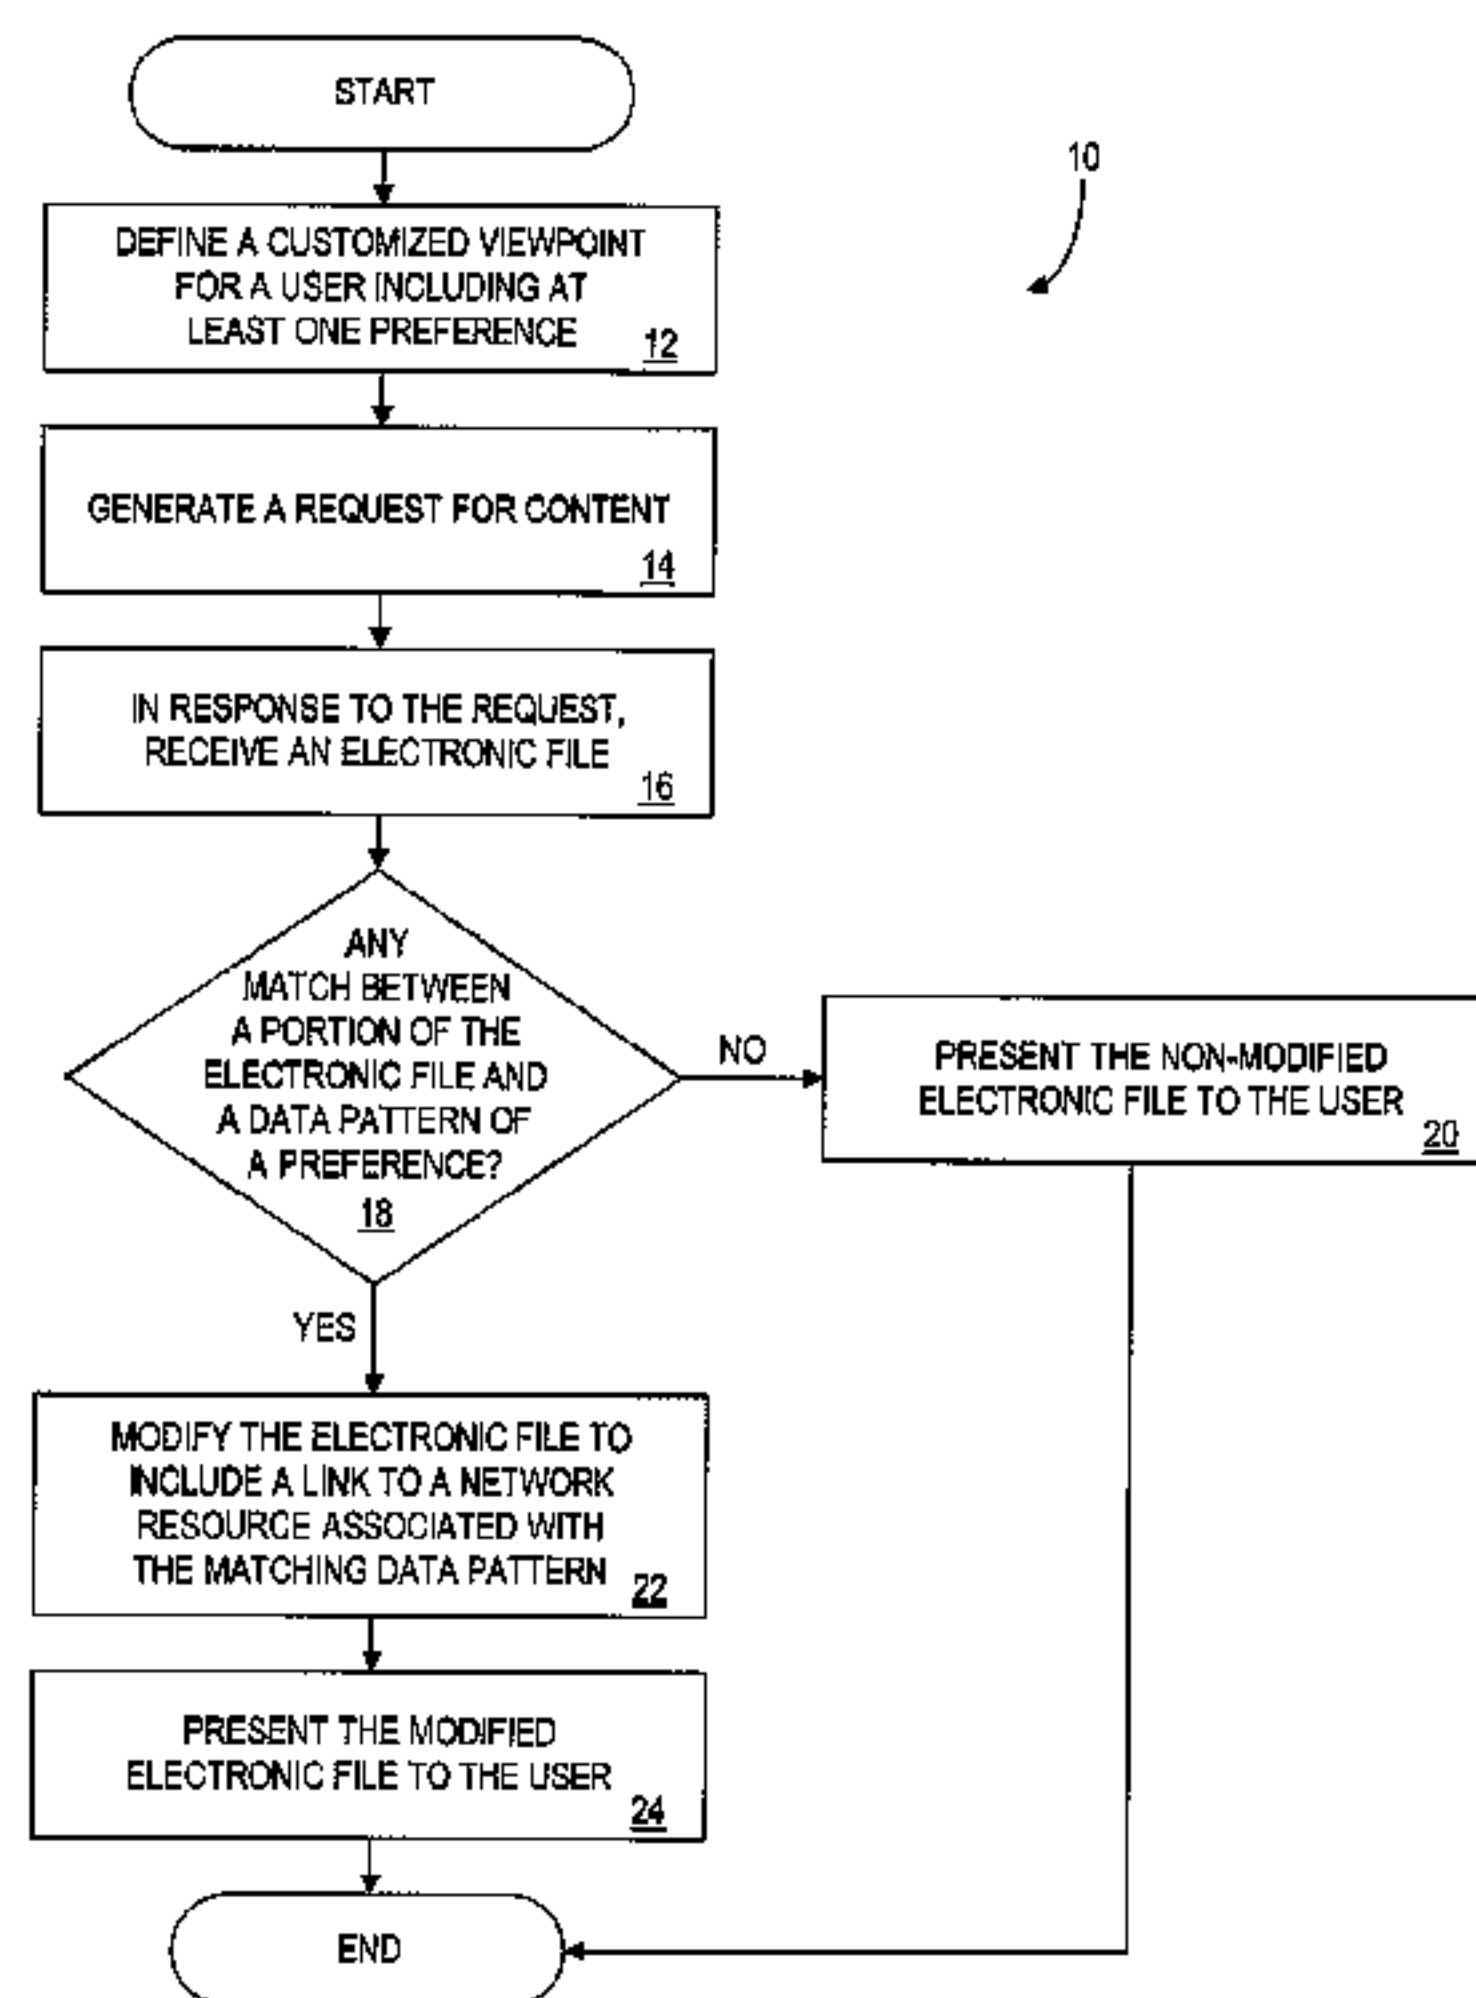 START
10
DEFINE A CUSTOMIZED VIEWPOINT
FOR A USER INCLUDING AT
LEAST ONE PREFERENCE
12
GENERATE A REQUEST FOR CONTENT
14
IN RESPONSE TO THE REQUEST,
RECEIVE AN ELECTRONIC FILE
16
ANY
MATCH BETWEEN
A PORTION OF THE
ELECTRONIC FILE AND
A DATA PATTERN OF
A PREFERENCE?
18
NO
PRESENT THE NON-MODIFIED
ELECTRONIC FILE TO THE USER
20
YES
MODIFY THE ELECTRONIC FILE TO
INCLUDE A LINK TO A NETWORK
RESOURCE ASSOCIATED WITH
THE MATCHING DATA PATTERN
22
PRESENT THE MODIFIED
ELECTRONIC FILE TO THE USER
24
END